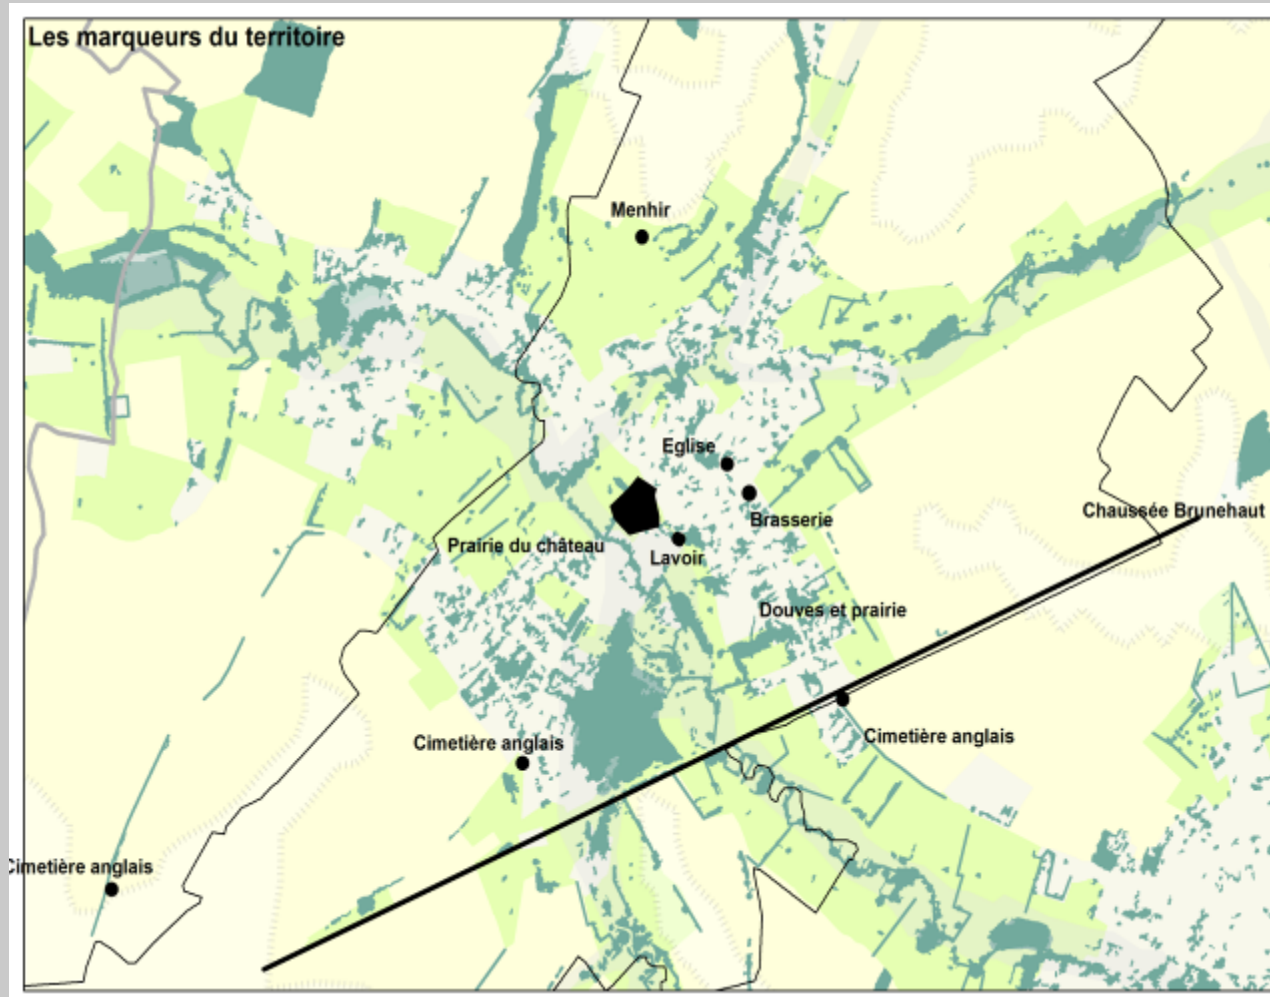 Les marqueurs du territoire
Menhir
Eglise
Chaussée Brunehaut
Brasserie
Prairie du château
Lavoir
Douves et prairie
Cimetière anglais
Cimetière anglais
Cimetière anglais